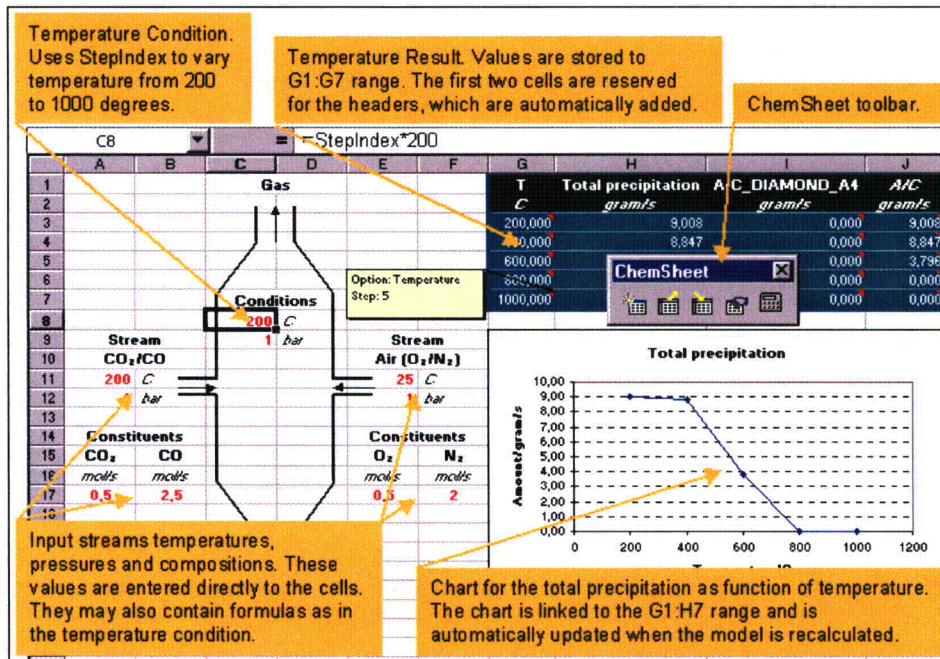 Temperature Condition.
Uses StepIndex to vary
temperature from 200
to 1000 degrees.
Temperature Result. Values are stored to
G1:G7 range. The first two cells are reserved
for the headers, which are automatically added.
ChemSheet toolbar.
C8 = =StepIndex*200
A B C D E F G H I J
1 Gas T Total precipitation A/C_DIAMOND_A4 A/C
2 C gram/s gram/s gram/s
3 200,000 9,008 0,000 9,008
4 8,847 0,000 8,847
5 600,000 3,796
6 0,000
7 1000,000 0,000 0,000
ChemSheet
Option: Temperature
Step: 5
Conditions
8 200 C
9 Stream 1 bar Stream
10 CO₂/CO Air (O₂/N₂)
11 200 C 25 C
12 bar 1 bar
13
14 Constituents Constituents
15 CO₂ CO O₂ N₂
16 mol/s mol/s mol/s mol/s
17 0,5 2,5 0,5 2
18
Total precipitation
Amount/gram/s
10,00
9,00
8,00
7,00
6,00
5,00
4,00
3,00
2,00
1,00
0,00
0 200 400 600 800 1000 1200
Input streams temperatures,
pressures and compositions. These
values are entered directly to the cells.
They may also contain formulas as in
the temperature condition.
Chart for the total precipitation as function of temperature.
The chart is linked to the G1:H7 range and is
automatically updated when the model is recalculated.